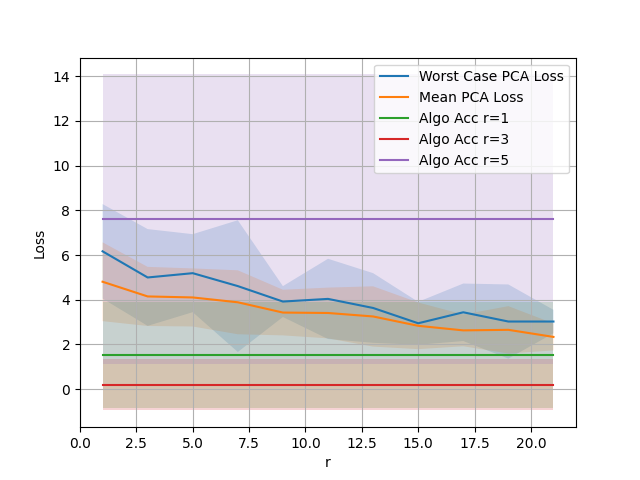 14
12
10
8
6
4
2
0
Loss
0.0 2.5 5.0 7.5 10.0 12.5 15.0 17.5 20.0
r
Worst Case PCA Loss
Mean PCA Loss
Algo Acc r=1
Algo Acc r=3
Algo Acc r=5